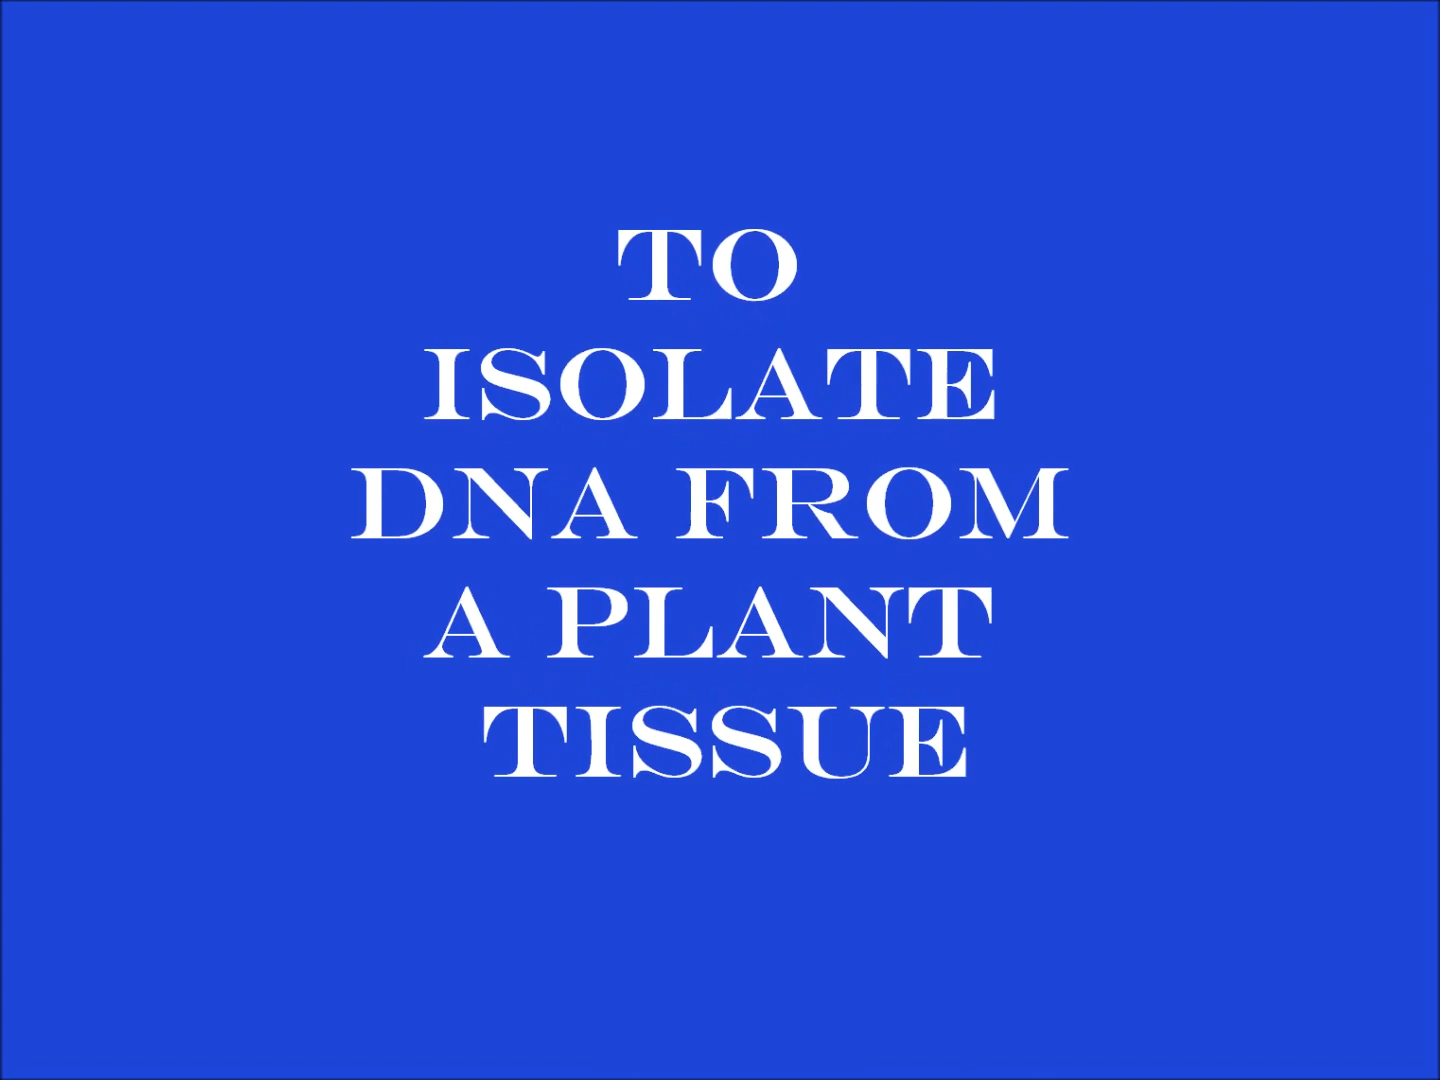 TO
ISOLATE
DNA FROM
A PLANT
TISSUE